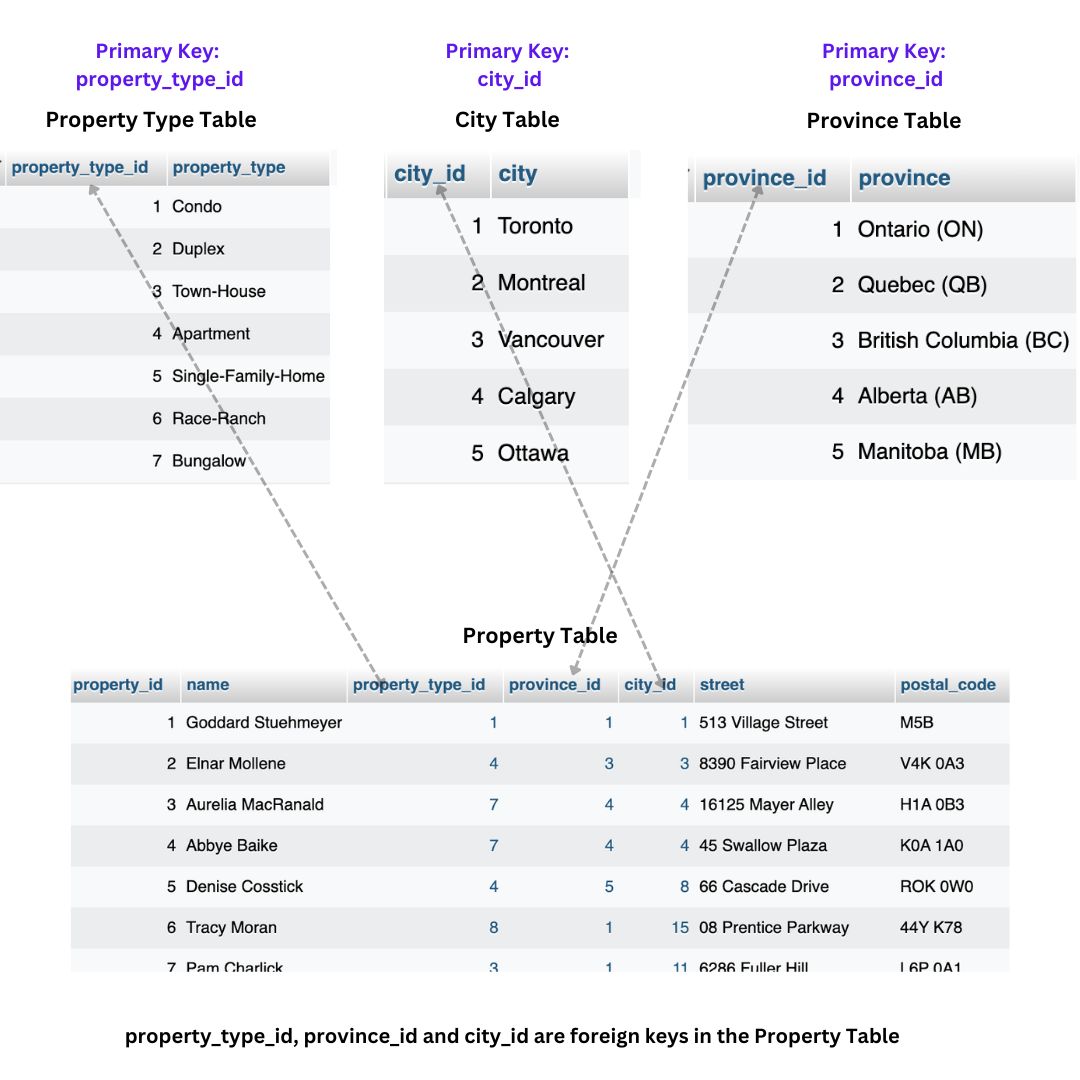 Primary Key:
property_type_id
Property Type Table
property_type_id property_type
1 Condo
2 Duplex
3 Town-House
4 Apartment
5 Single-Family-Home
6 Race-Ranch
7 Bungalow
Primary Key:
city_id
City Table
city_id city
1 Toronto
2 Montreal
3 Vancouver
4 Calgary
5 Ottawa
Primary Key:
province_id
Province Table
province_id province
1 Ontario (ON)
2 Quebec (QB)
3 British Columbia (BC)
4 Alberta (AB)
5 Manitoba (MB)
Property Table
property_id name property_type_id province_id city_id street postal_code
1 Goddard Stuehmeyer 1 1 1 513 Village Street M5B
2 Elnar Mollene 4 3 3 8390 Fairview Place V4K 0A3
3 Aurelia MacRanald 7 4 4 16125 Mayer Alley H1A 0B3
4 Abbye Baike 7 4 4 45 Swallow Plaza K0A 1A0
5 Denise Cosstick 4 5 8 66 Cascade Drive ROK 0W0
6 Tracy Moran 8 1 15 08 Prentice Parkway 44Y K78
7 Pam Charlick 3 1 11 6286 Fuller Hill L6P 0A1
property_type_id, province_id and city_id are foreign keys in the Property Table